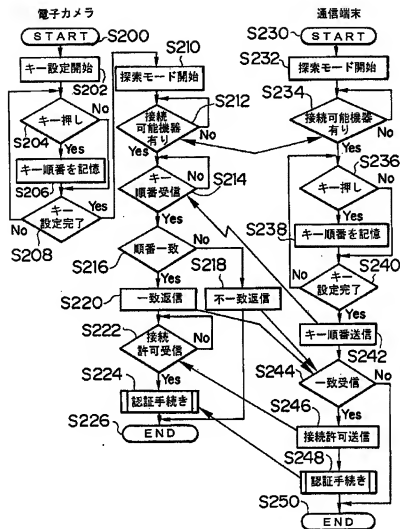 電子カメラ
START
S200
キー設定開始
S202
キー押し
S204
No
Yes
キー順番を記憶
S206
キー
設定完了
Yes
No
S208
S210
探索モード開始
S212
接続
可能機器
有り
No
Yes
S214
キー
順番受信
No
Yes
順番一致
No
S216
Yes
S218
S220
一致返信
不一致返信
S222
接続
許可受信
No
S224
Yes
認証手続き
S226
END
通信端末
S230
START
S232
探索モード開始
S234
接続可能機器
有り
No
Yes
S236
キー押し
No
S238
Yes
キー順番を記憶
S240
キー
設定完了
No
Yes
キー順番送信
S242
S244
一致受信
No
S246
Yes
接続許可送信
S248
認証手続き
S250
END